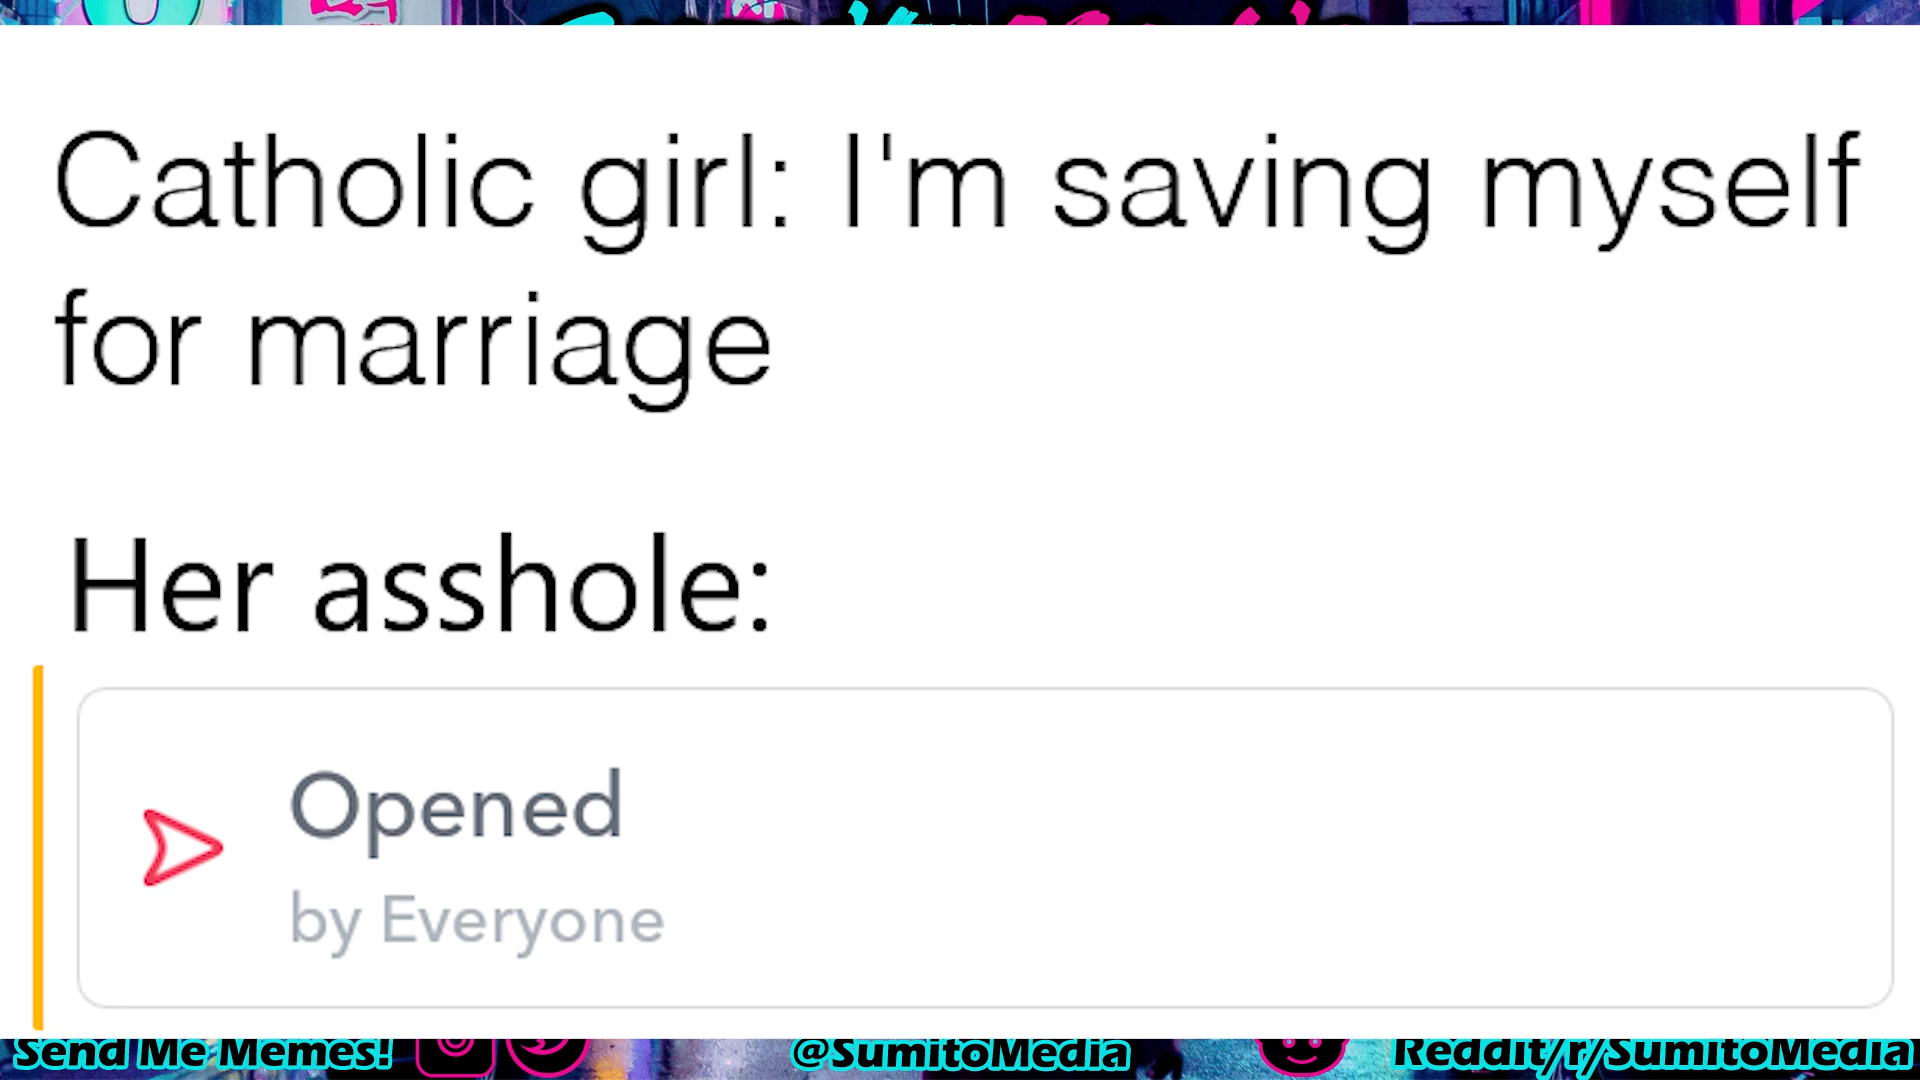 Catholic girl: I'm saving myself
for marriage
Her asshole:
Opened
by Everyone
Send Me Memes!
@SumitoMedia
Reddit/r/SumitoMedia